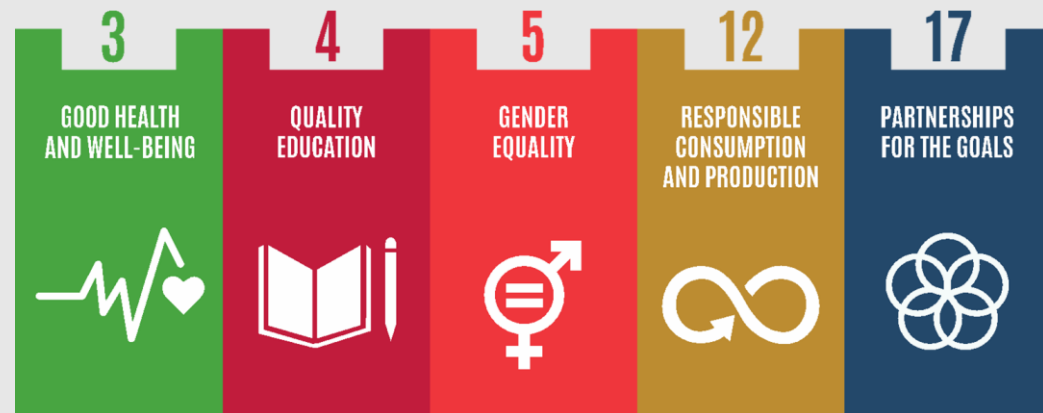 3
GOOD HEALTH
AND WELL-BEING
4
QUALITY
EDUCATION
5
GENDER
EQUALITY
12
RESPONSIBLE
CONSUMPTION
AND PRODUCTION
17
PARTNERSHIPS
FOR THE GOALS